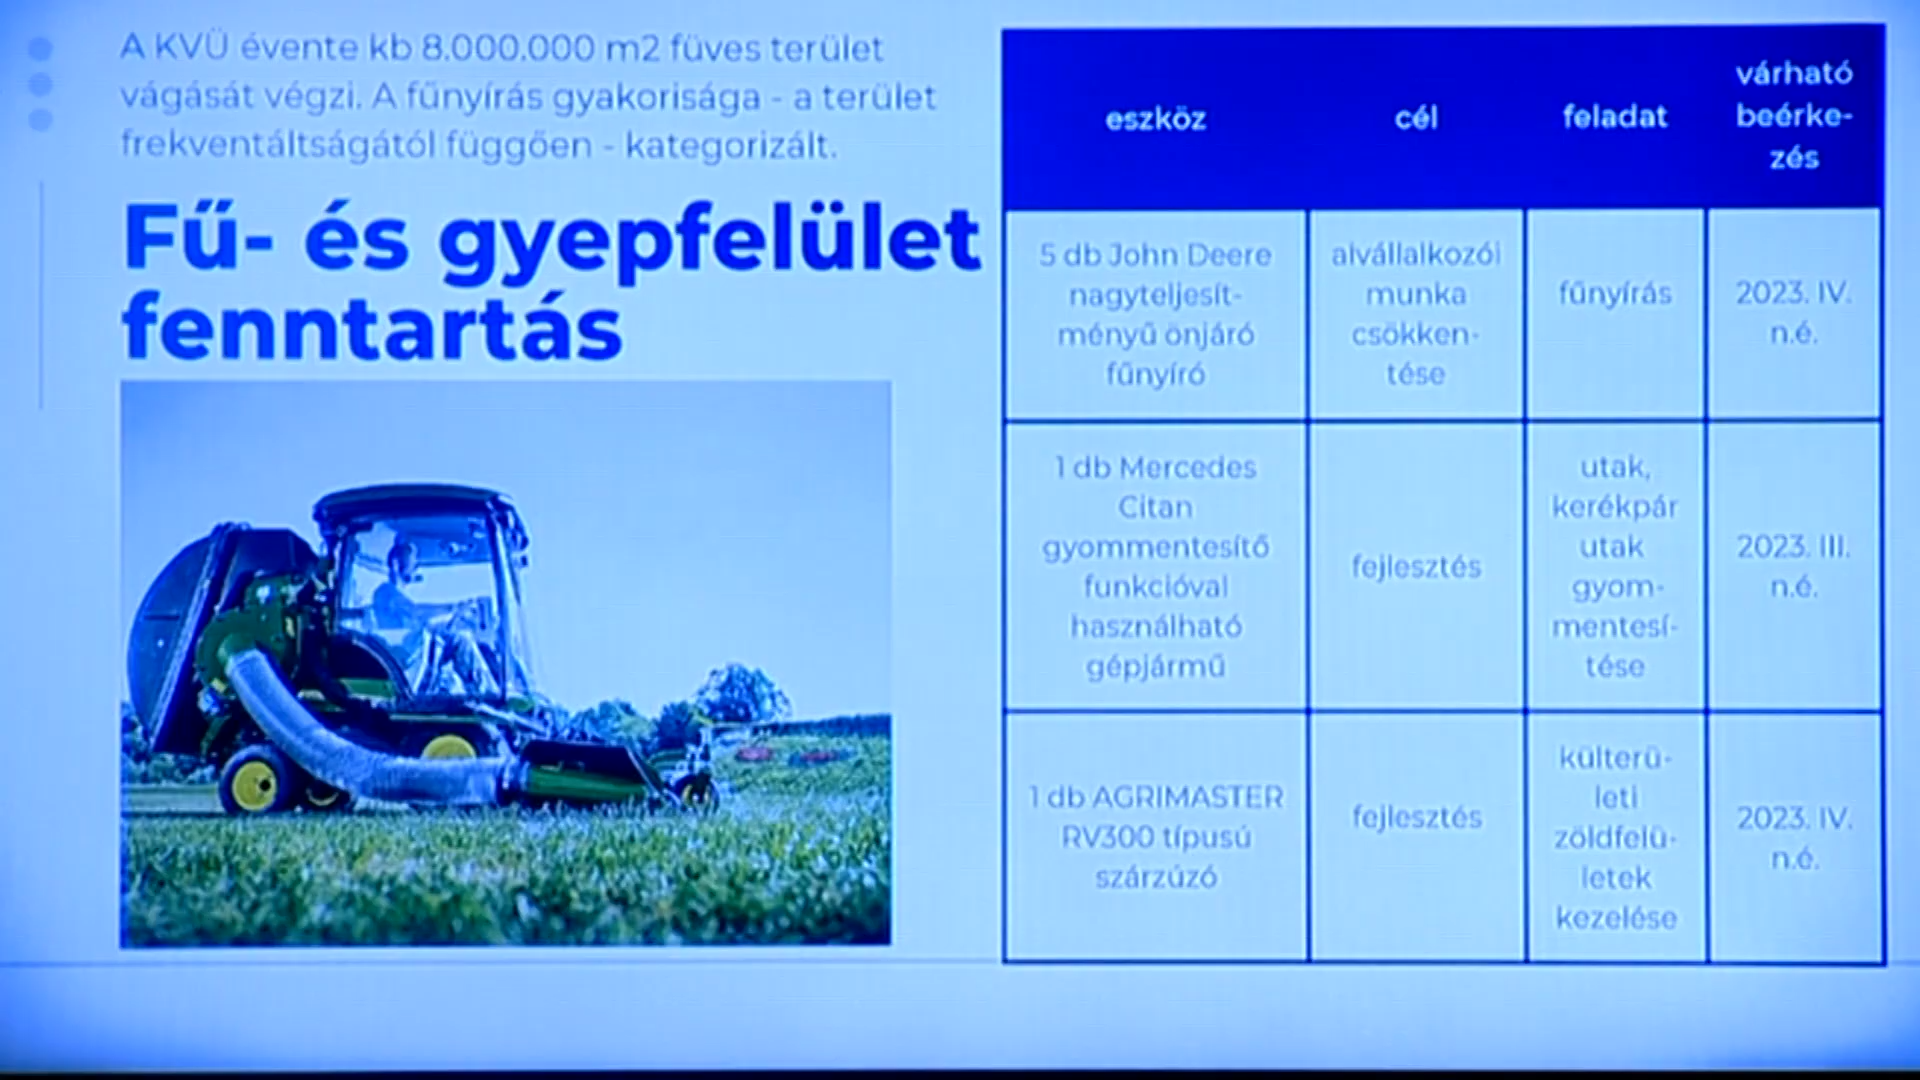 A KVÜ évente kb 8.000.000 m2 füves terület
vágását végzi. A fűnyírás gyakorisága - a terület
frekventáltságától függően - kategorizált.
Fű- és gyepfelület
fenntartás
eszköz
cél
feladat
várható
beérke-
zés
5 db John Deere
nagyteljesít-
ményű önjáró
fűnyíró
alvállalkozói
munka
csökken-
tése
fűnyírás
2023. IV.
n.é.
1 db Mercedes
Citan
gyommentesítő
funkcióval
használható
gépjármű
fejlesztés
utak,
kerékpár
utak
gyom-
mentesí-
tése
2023. III.
n.é.
1 db AGRIMASTER
RV300 típusú
szárzúzó
fejlesztés
külterü-
leti
zöldfelü-
letek
kezelése
2023. IV.
n.é.